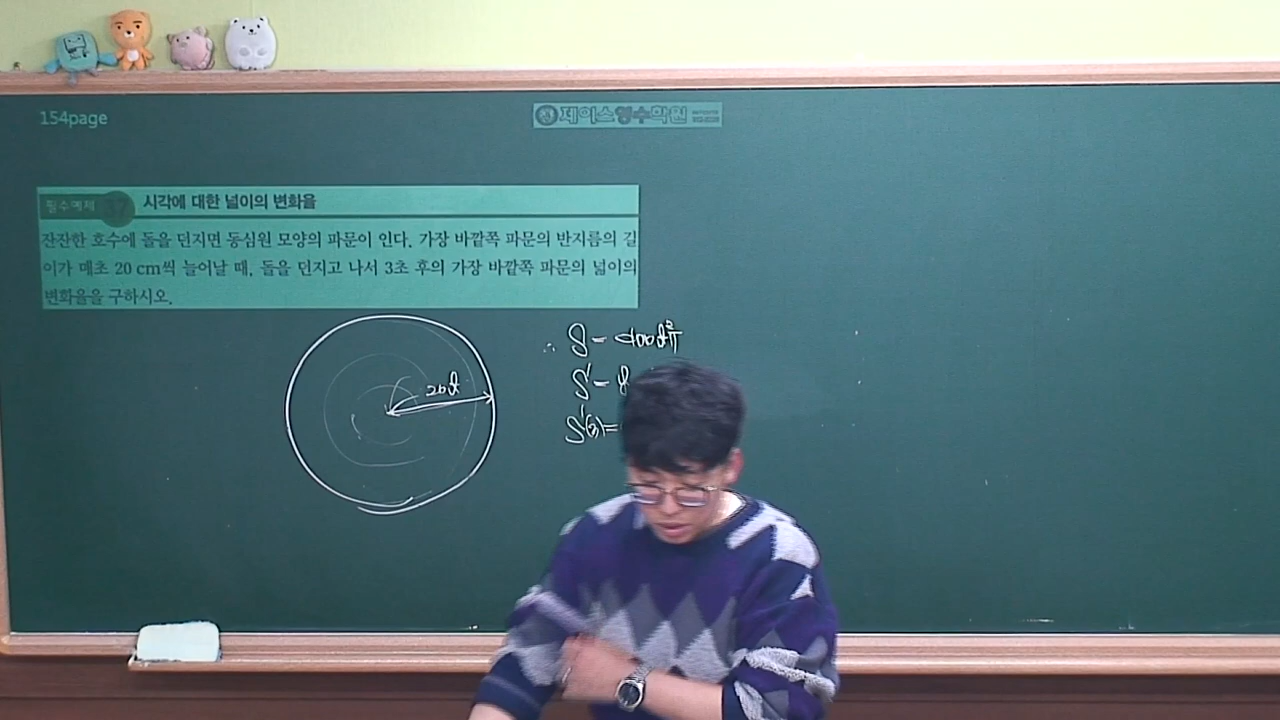 154page
제이스영수학원
필수예제 37 시각에 대한 넓이의 변화율
잔잔한 호수에 돌을 던지면 동심원 모양의 파문이 인다. 가장 바깥쪽 파문의 반지름의 길
이가 매초 20 cm씩 늘어날 때, 돌을 던지고 나서 3초 후의 가장 바깥쪽 파문의 넓이의
변화율을 구하시오.
20t
∴ S = 400t²π
S' = 8
S'(3) =